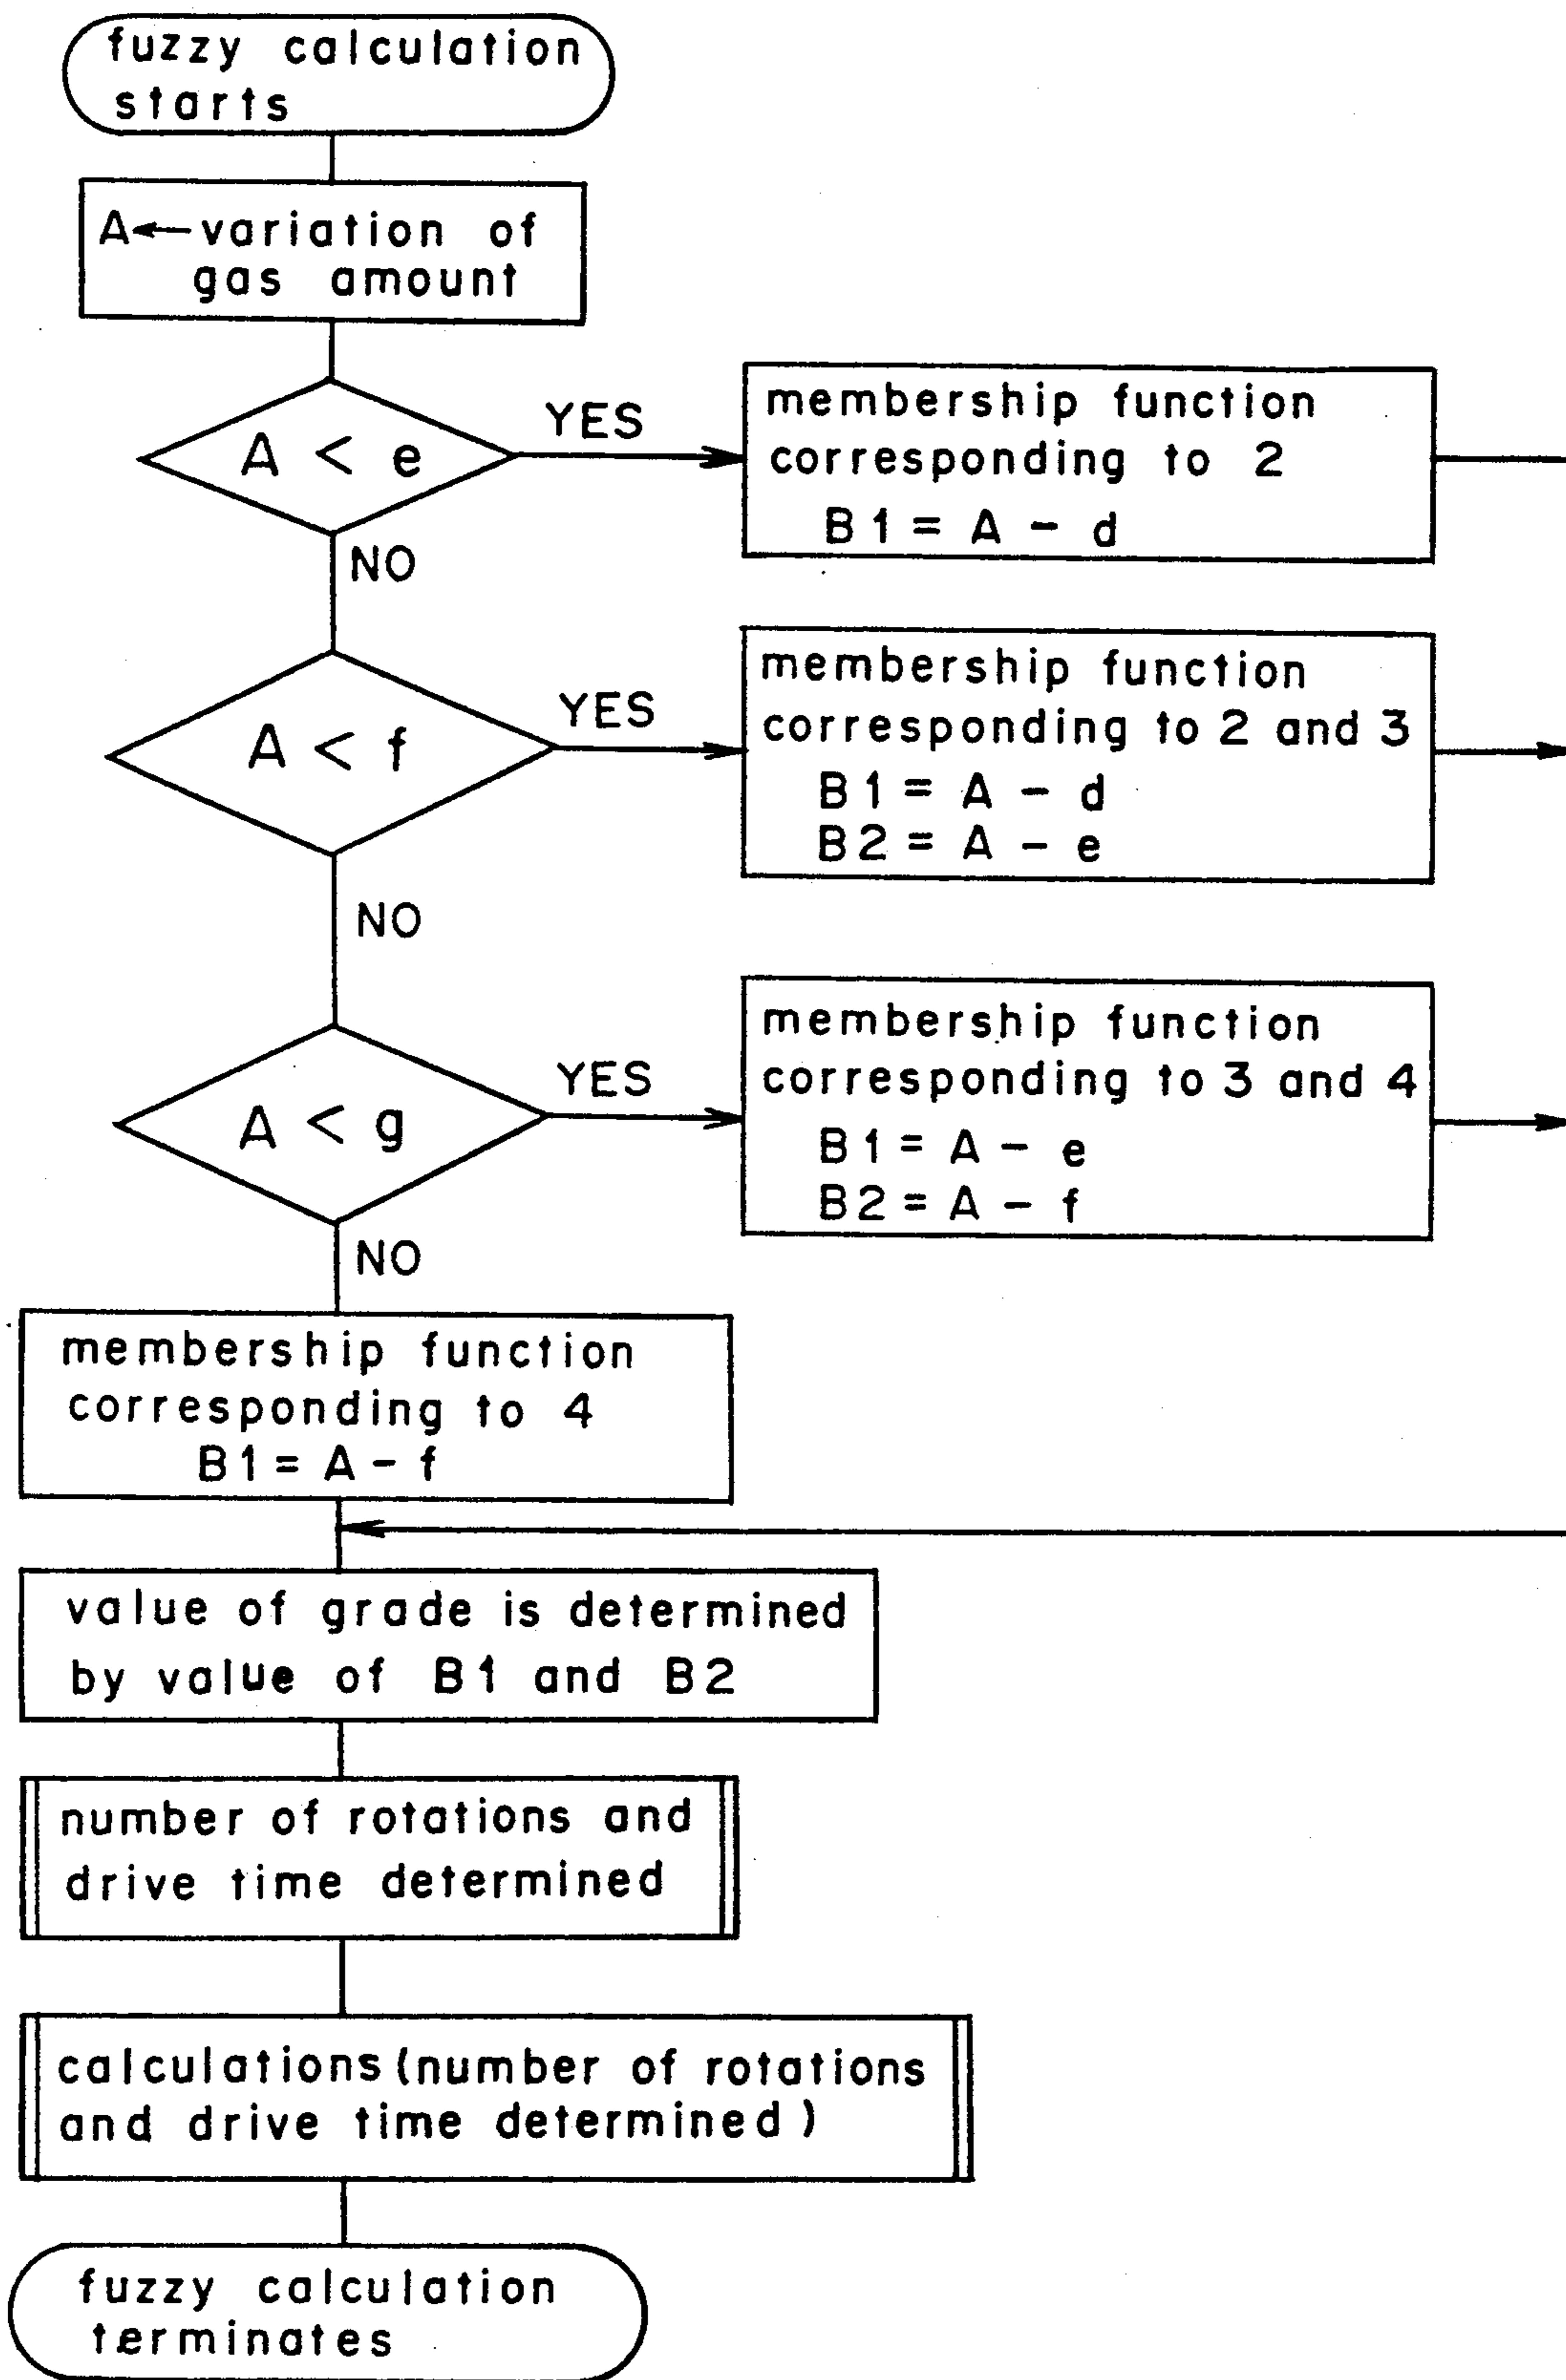 fuzzy calculation
starts
A←variation of
gas amount
A < e
YES
membership function
corresponding to 2
B1 = A - d
NO
A < f
YES
membership function
corresponding to 2 and 3
B1 = A - d
B2 = A - e
NO
A < g
YES
membership function
corresponding to 3 and 4
B1 = A - e
B2 = A - f
NO
membership function
corresponding to 4
B1 = A - f
value of grade is determined
by value of B1 and B2
number of rotations and
drive time determined
calculations (number of rotations
and drive time determined)
fuzzy calculation
terminates